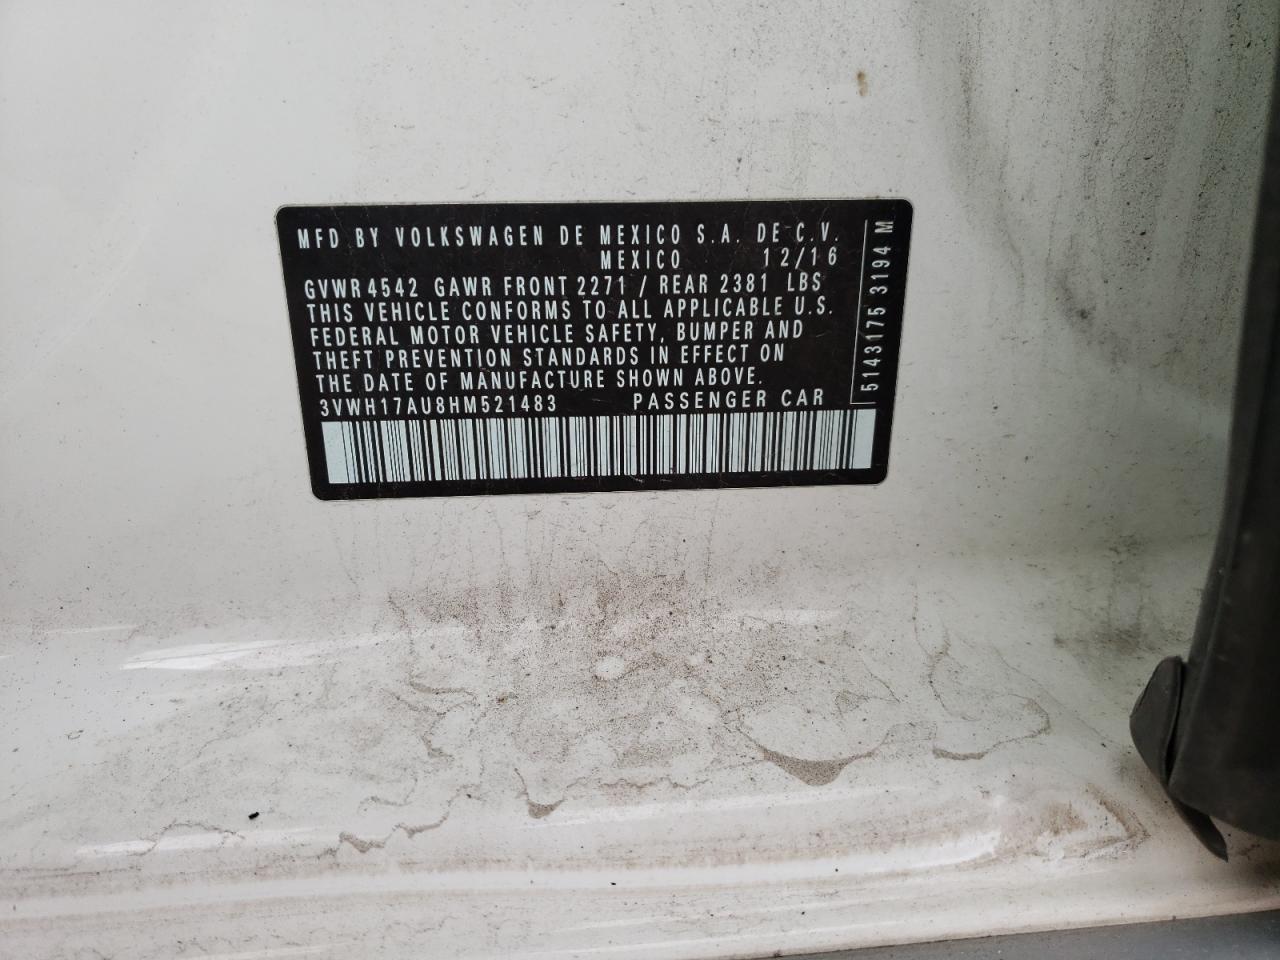 MFD BY VOLKSWAGEN DE MEXICO S.A. DE C.V.
MEXICO 12/16
GVWR 4542 GAWR FRONT 2271 / REAR 2381 LBS
THIS VEHICLE CONFORMS TO ALL APPLICABLE U.S.
FEDERAL MOTOR VEHICLE SAFETY, BUMPER AND
THEFT PREVENTION STANDARDS IN EFFECT ON
THE DATE OF MANUFACTURE SHOWN ABOVE.
3VWH17AU8HM521483 PASSENGER CAR
5143175 3194 M